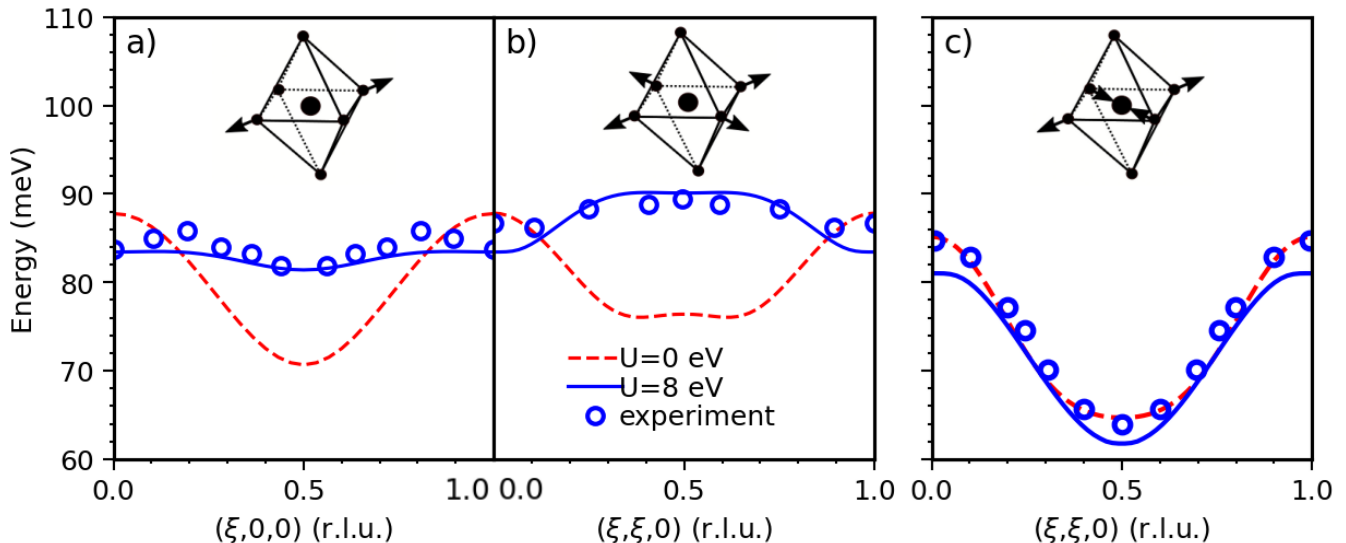 a)
b)
c)
Energy (meV)
110
100
90
80
70
60
U=0 eV
U=8 eV
experiment
0.0
0.5
1.0
0.0
0.5
1.0
0.0
0.5
1.0
(ξ,0,0) (r.l.u.)
(ξ,ξ,0) (r.l.u.)
(ξ,ξ,0) (r.l.u.)